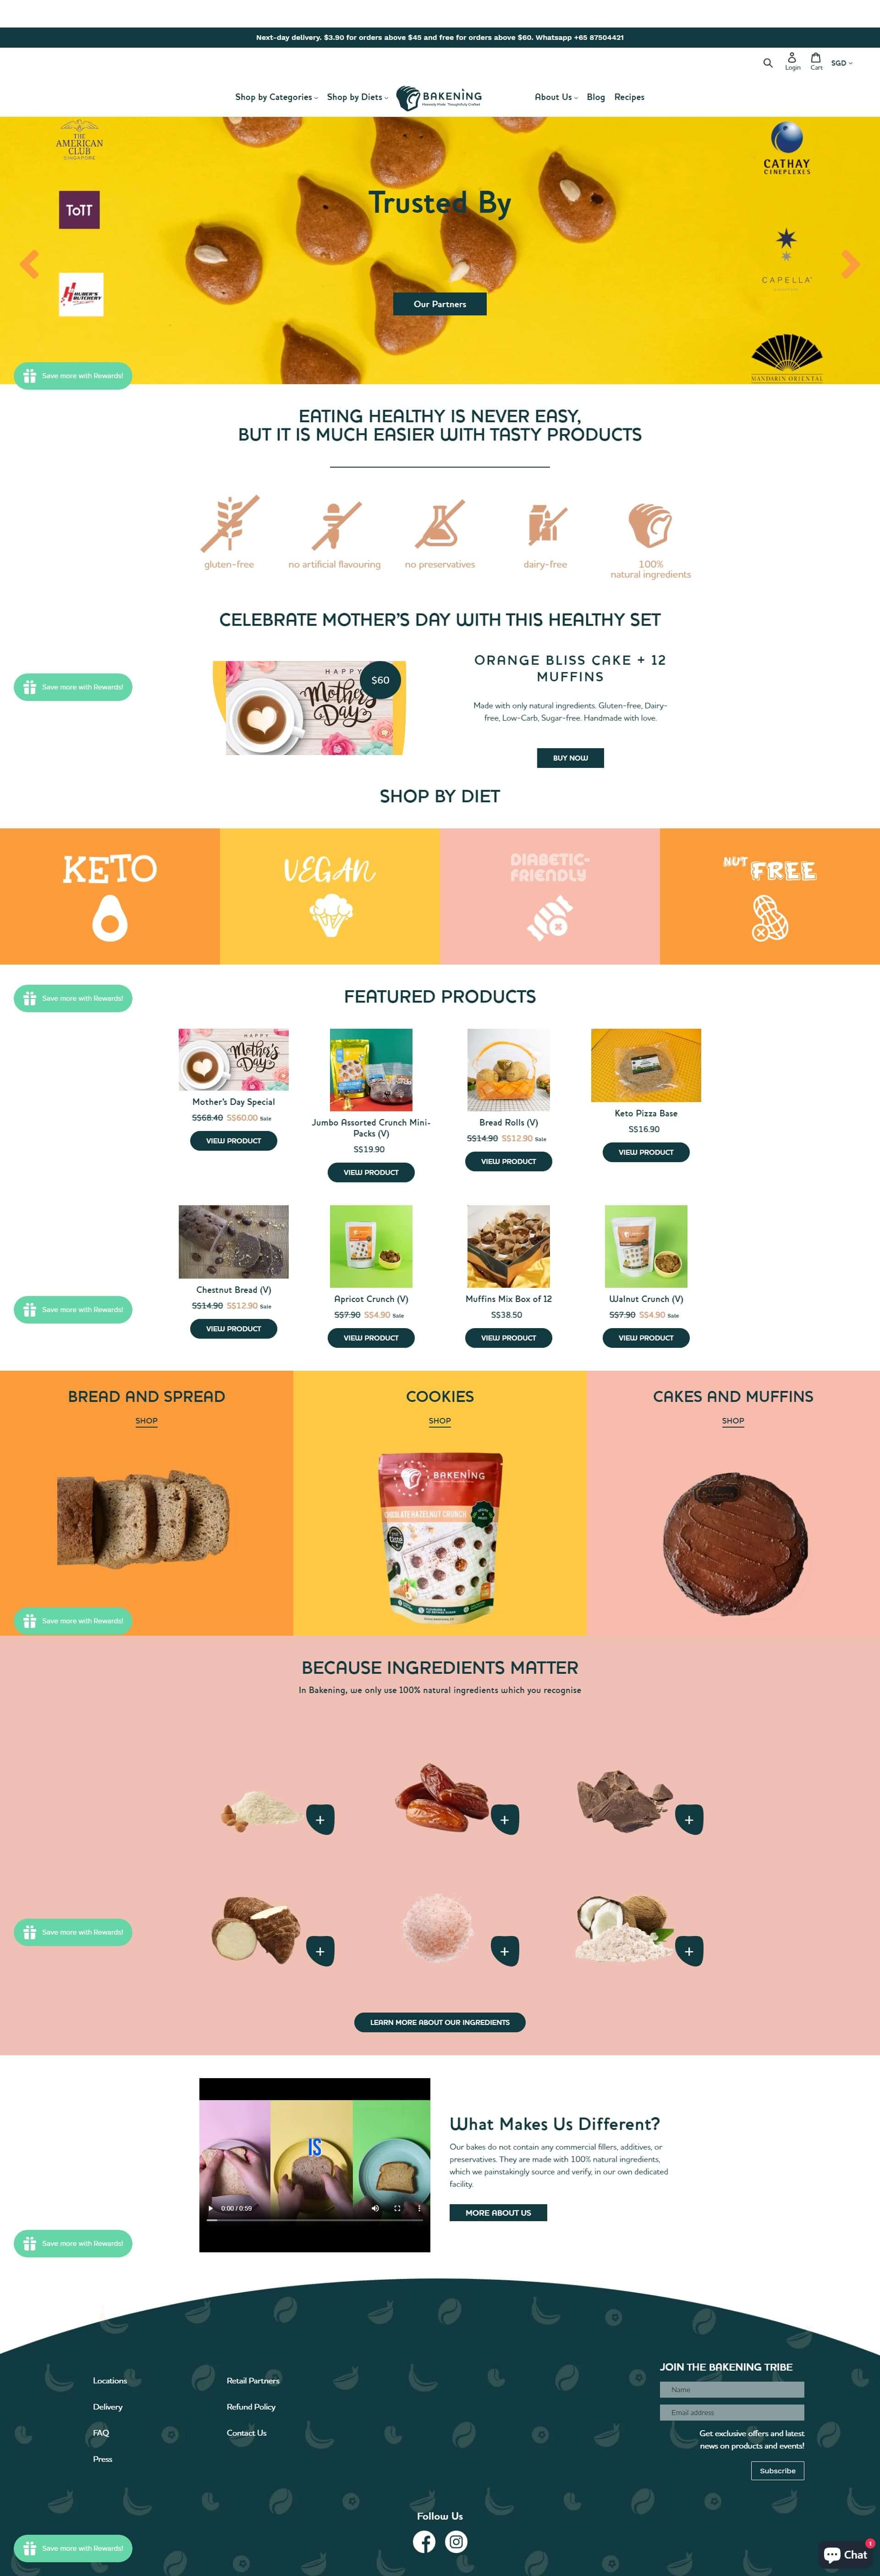 Next-day delivery. $3.90 for orders above $45 and free for orders above $60. Whatsapp +65 87504421
Login
Cart
SGD
Shop by Categories
Shop by Diets
BAKENING
Heavenly Made. Thoughtfully Crafted
About Us
Blog
Recipes
THE
AMERICAN
CLUB
SINGAPORE
CATHAY
CINEPLEXES
ToTT
Trusted By
HUBER'S
BUTCHERY
CAPELLA
Our Partners
MANDARIN ORIENTAL
Save more with Rewards!
EATING HEALTHY IS NEVER EASY,
BUT IT IS MUCH EASIER WITH TASTY PRODUCTS
gluten-free
no artificial flavouring
no preservatives
dairy-free
100%
natural ingredients
CELEBRATE MOTHER'S DAY WITH THIS HEALTHY SET
HAPPY
Mother's
Day
$60
ORANGE BLISS CAKE + 12
MUFFINS
Made with only natural ingredients. Gluten-free, Dairy-
free, Low-Carb, Sugar-free. Handmade with love.
Save more with Rewards!
BUY NOW
SHOP BY DIET
KETO
VEGAN
DIABETIC-
FRIENDLY
NUT FREE
Save more with Rewards!
FEATURED PRODUCTS
HAPPY
Mother's
Day
Mother's Day Special
S$68.40 S$60.00 Sale
VIEW PRODUCT
Jumbo Assorted Crunch Mini-
Packs (V)
S$19.90
VIEW PRODUCT
Bread Rolls (V)
S$14.90 S$12.90 Sale
VIEW PRODUCT
Keto Pizza Base
S$16.90
VIEW PRODUCT
Chestnut Bread (V)
S$14.90 S$12.90 Sale
VIEW PRODUCT
Apricot Crunch (V)
S$7.90 S$4.90 Sale
VIEW PRODUCT
Muffins Mix Box of 12
S$38.50
VIEW PRODUCT
Walnut Crunch (V)
S$7.90 S$4.90 Sale
VIEW PRODUCT
Save more with Rewards!
BREAD AND SPREAD
SHOP
COOKIES
SHOP
BAKENING
CHOCOLATE HAZELNUT CRUNCH
CAKES AND MUFFINS
SHOP
Save more with Rewards!
BECAUSE INGREDIENTS MATTER
In Bakening, we only use 100% natural ingredients which you recognise
+
+
+
+
+
+
Save more with Rewards!
LEARN MORE ABOUT OUR INGREDIENTS
IS
0:00 / 0:59
What Makes Us Different?
Our bakes do not contain any commercial fillers, additives, or
preservatives. They are made with 100% natural ingredients,
which we painstakingly source and verify, in our own dedicated
facility.
MORE ABOUT US
Save more with Rewards!
Locations
Delivery
FAQ
Press
Retail Partners
Refund Policy
Contact Us
JOIN THE BAKENING TRIBE
Name
Email address
Get exclusive offers and latest
news on products and events!
Subscribe
Follow Us
Save more with Rewards!
Chat
1